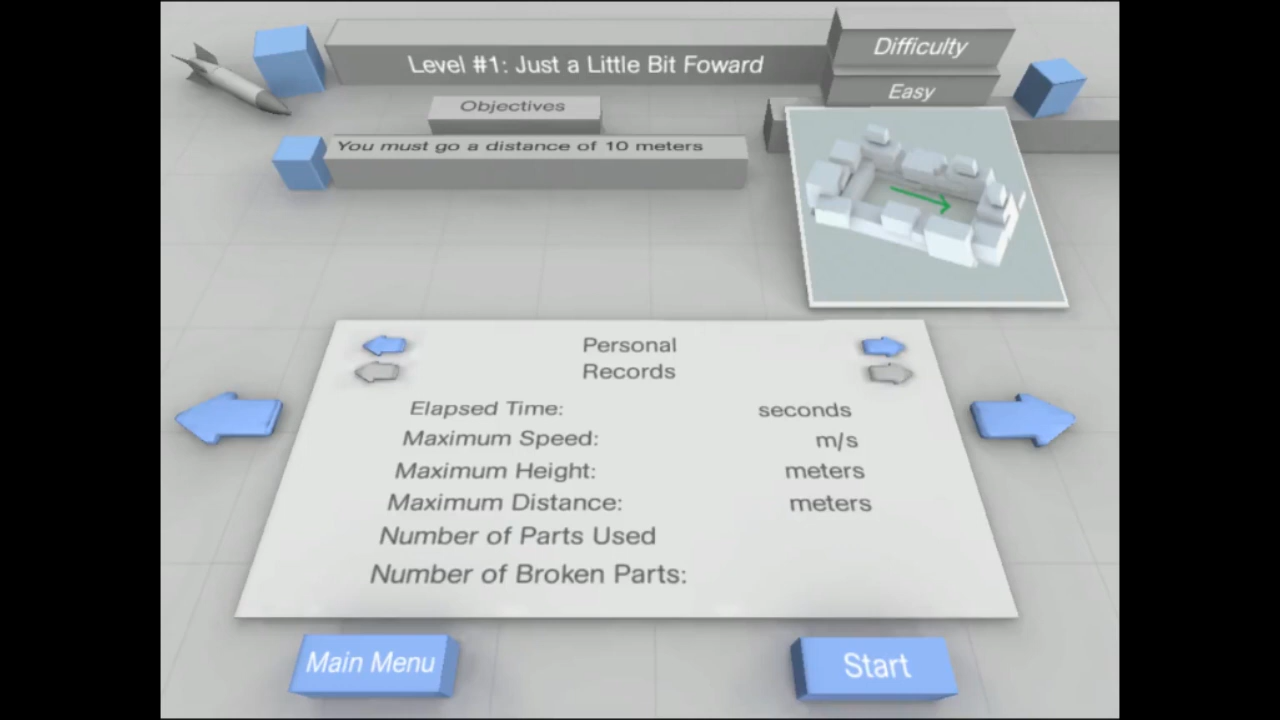 Level #1: Just a Little Bit Foward
Difficulty
Easy
Objectives
You must go a distance of 10 meters
Personal
Records
Elapsed Time: seconds
Maximum Speed: m/s
Maximum Height: meters
Maximum Distance: meters
Number of Parts Used
Number of Broken Parts:
Main Menu
Start